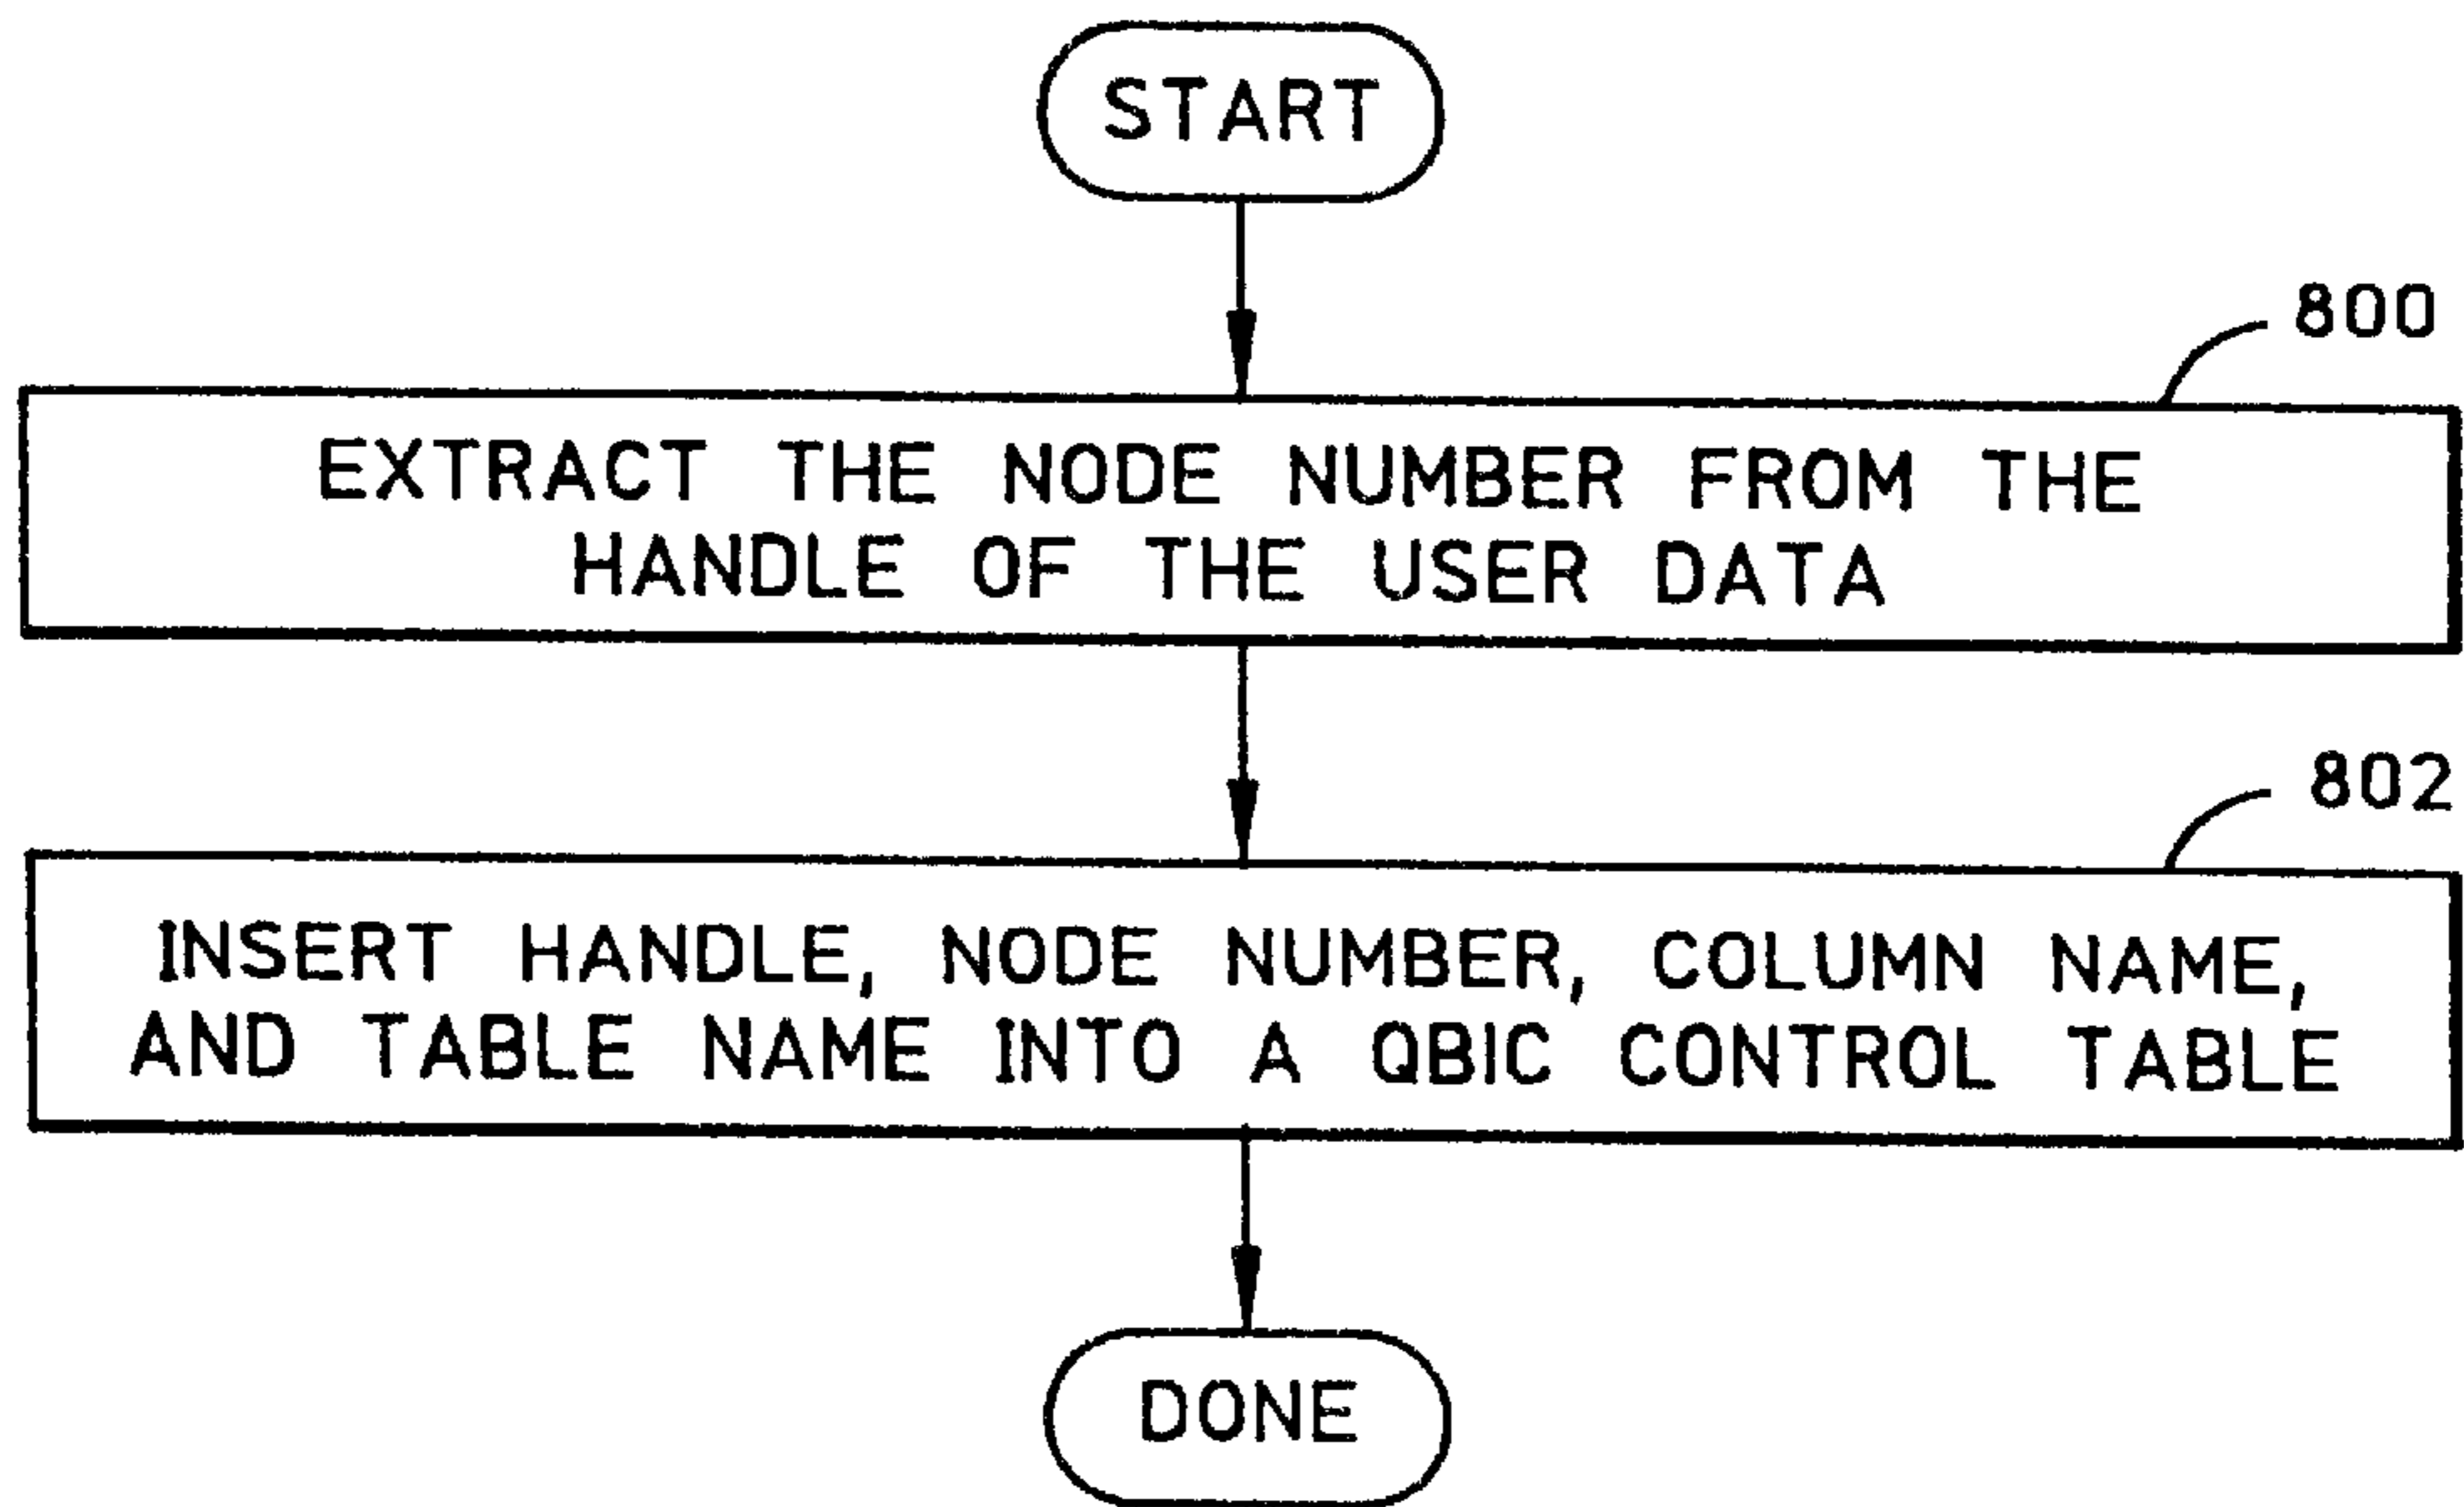 START
800
EXTRACT THE NODE NUMBER FROM THE
HANDLE OF THE USER DATA
802
INSERT HANDLE, NODE NUMBER, COLUMN NAME,
AND TABLE NAME INTO A QBIC CONTROL TABLE
DONE